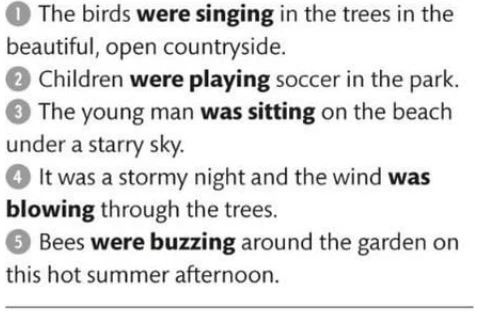 1 The birds were singing in the trees in the
beautiful, open countryside.
2 Children were playing soccer in the park.
3 The young man was sitting on the beach
under a starry sky.
4 It was a stormy night and the wind was
blowing through the trees.
5 Bees were buzzing around the garden on
this hot summer afternoon.